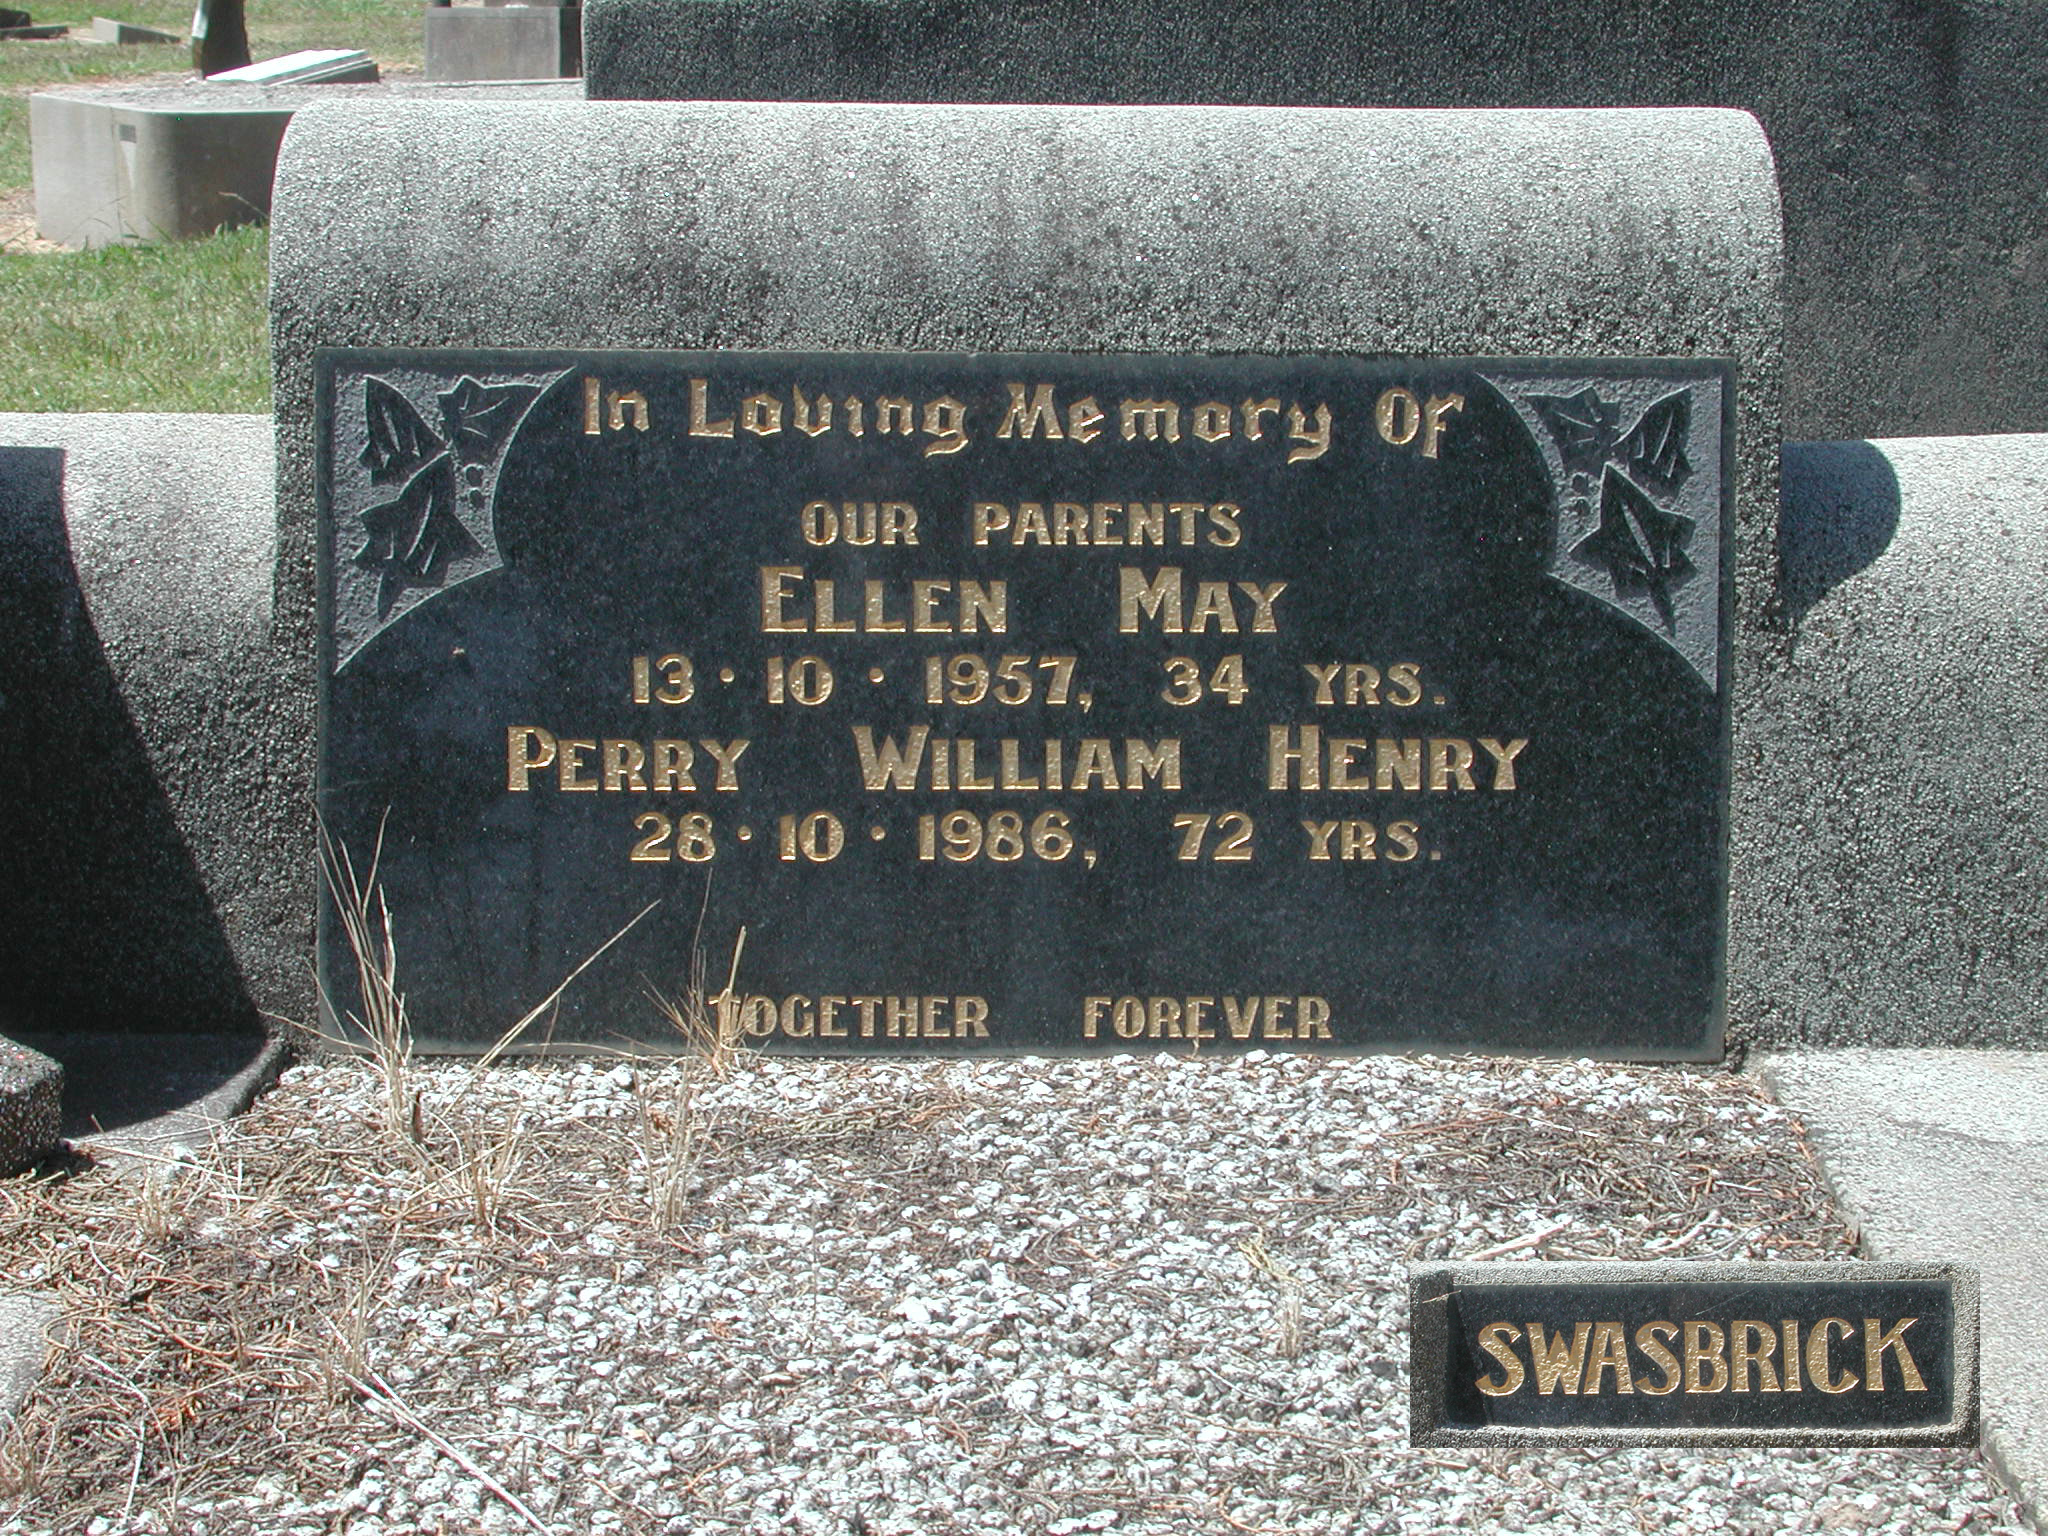 In Loving Memory Of
OUR PARENTS
ELLEN MAY
13·10·1957, 34 YRS.
PERRY WILLIAM HENRY
28·10·1986, 72 YRS.
TOGETHER FOREVER
SWASBRICK